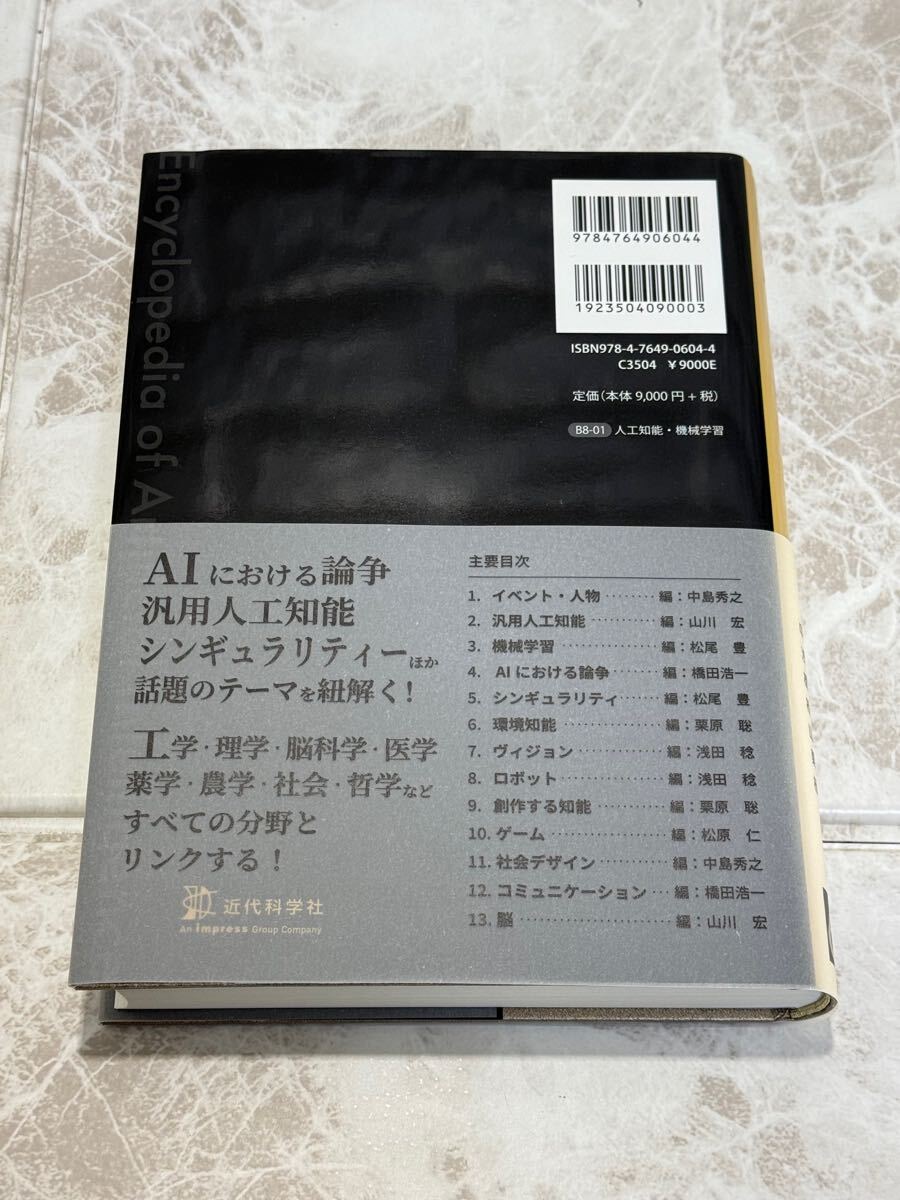 Encyclopedia of A
9784764906044
1923504090003
ISBN978-4-7649-0604-4
C3504 ¥9000E
定価(本体9,000円+税)
B8-01 人工知能・機械学習
AIにおける論争
汎用人工知能
シンギュラリティーほか
話題のテーマを紐解く!
工学・理学・脳科学・医学
薬学・農学・社会・哲学など
すべての分野と
リンクする!
近代科学社
An impress Group Company
主要目次
1. イベント・人物 ········ 編:中島秀之
2. 汎用人工知能 ··········· 編:山川 宏
3. 機械学習 ················ 編:松尾 豊
4. AIにおける論争 ······· 編:橋田浩一
5. シンギュラリティ ······· 編:松尾 豊
6. 環境知能 ················ 編:栗原 聡
7. ヴィジョン ············· 編:浅田 稔
8. ロボット ················ 編:浅田 稔
9. 創作する知能 ··········· 編:栗原 聡
10. ゲーム ·················· 編:松原 仁
11. 社会デザイン ··········· 編:中島秀之
12. コミュニケーション ··· 編:橋田浩一
13. 脳 ······················ 編:山川 宏